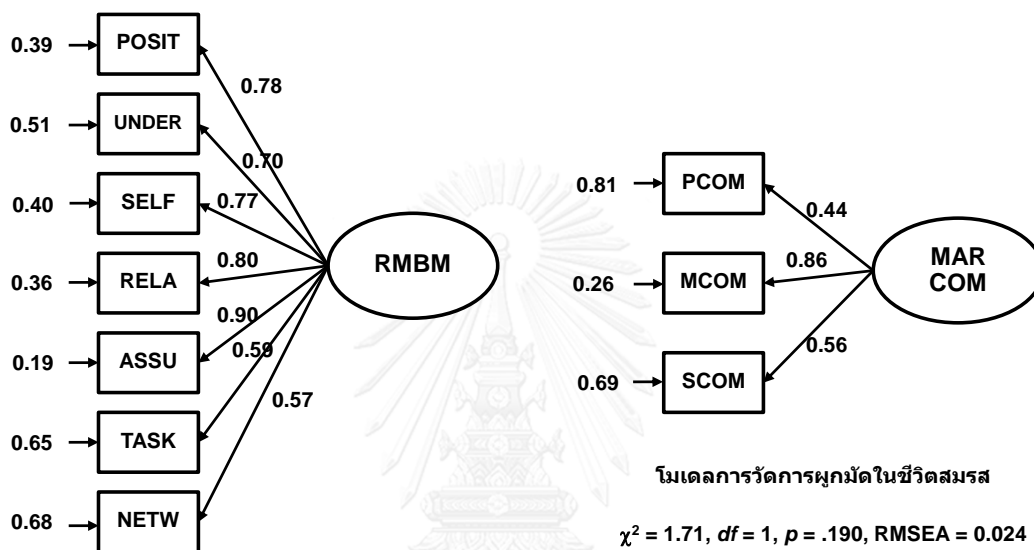 0.39
POSIT
0.78
0.51
UNDER
0.70
0.40
SELF
0.77
0.36
RELA
0.80
RMBM
0.19
ASSU
0.90
0.65
TASK
0.59
0.68
NETW
0.57
0.81
PCOM
0.44
0.26
MCOM
0.86
MAR
COM
0.69
SCOM
0.56
โมเดลการวัดการผูกมัดในชีวิตสมรส
χ² = 1.71, df = 1, p = .190, RMSEA = 0.024